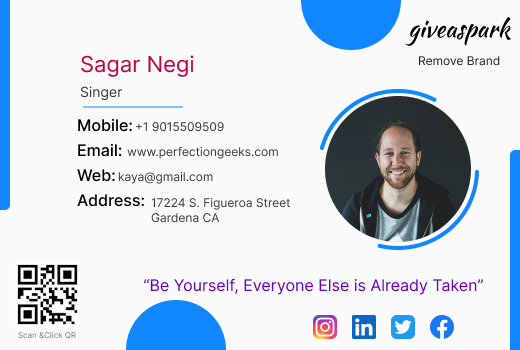 giveaspark
Remove Brand
Sagar Negi
Singer
Mobile: +1 9015509509
Email: www.perfectiongeeks.com
Web: kaya@gmail.com
Address: 17224 S. Figueroa Street
Gardena CA
“Be Yourself, Everyone Else is Already Taken”
Scan &Click QR